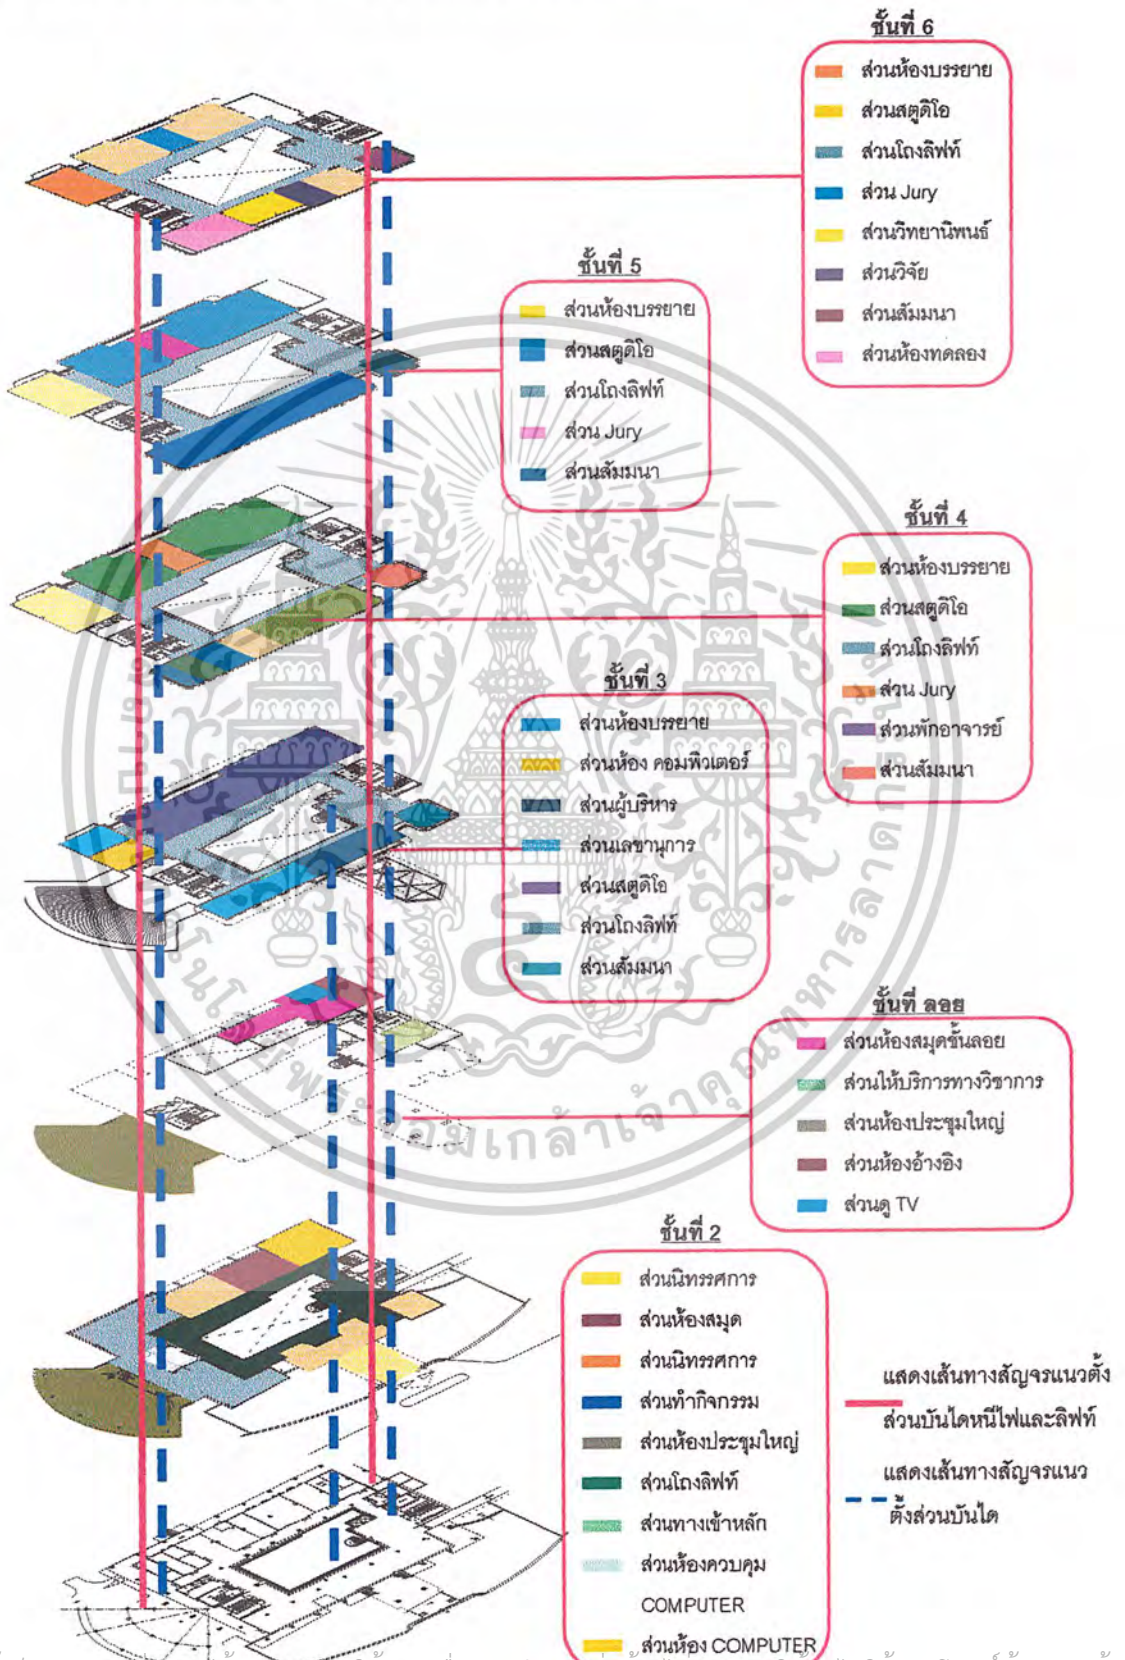 ชั้นที่ 6
ส่วนห้องบรรยาย
ส่วนสตูดิโอ
ส่วนโถงลิฟท์
ส่วน Jury
ส่วนวิทยานิพนธ์
ส่วนวิจัย
ส่วนสัมมนา
ส่วนห้องทดลอง
ชั้นที่ 5
ส่วนห้องบรรยาย
ส่วนสตูดิโอ
ส่วนโถงลิฟท์
ส่วน Jury
ส่วนสัมมนา
ชั้นที่ 4
ส่วนห้องบรรยาย
ส่วนสตูดิโอ
ส่วนโถงลิฟท์
ส่วน Jury
ส่วนพักอาจารย์
ส่วนสัมมนา
ชั้นที่ 3
ส่วนห้องบรรยาย
ส่วนห้อง คอมพิวเตอร์
ส่วนผู้บริหาร
ส่วนเลขานุการ
ส่วนสตูดิโอ
ส่วนโถงลิฟท์
ส่วนสัมมนา
ชั้นที่ ลอย
ส่วนห้องสมุดชั้นลอย
ส่วนให้บริการทางวิชาการ
ส่วนห้องประชุมใหญ่
ส่วนห้องอ้างอิง
ส่วนดู TV
ชั้นที่ 2
ส่วนนิทรรศการ
ส่วนห้องสมุด
ส่วนนิทรรศการ
ส่วนทำกิจกรรม
ส่วนห้องประชุมใหญ่
ส่วนโถงลิฟท์
ส่วนทางเข้าหลัก
ส่วนห้องควบคุม
COMPUTER
ส่วนห้อง COMPUTER
แสดงเส้นทางสัญจรแนวตั้ง
ส่วนบันไดหนีไฟและลิฟท์
แสดงเส้นทางสัญจรแนว
ตั้งส่วนบันได